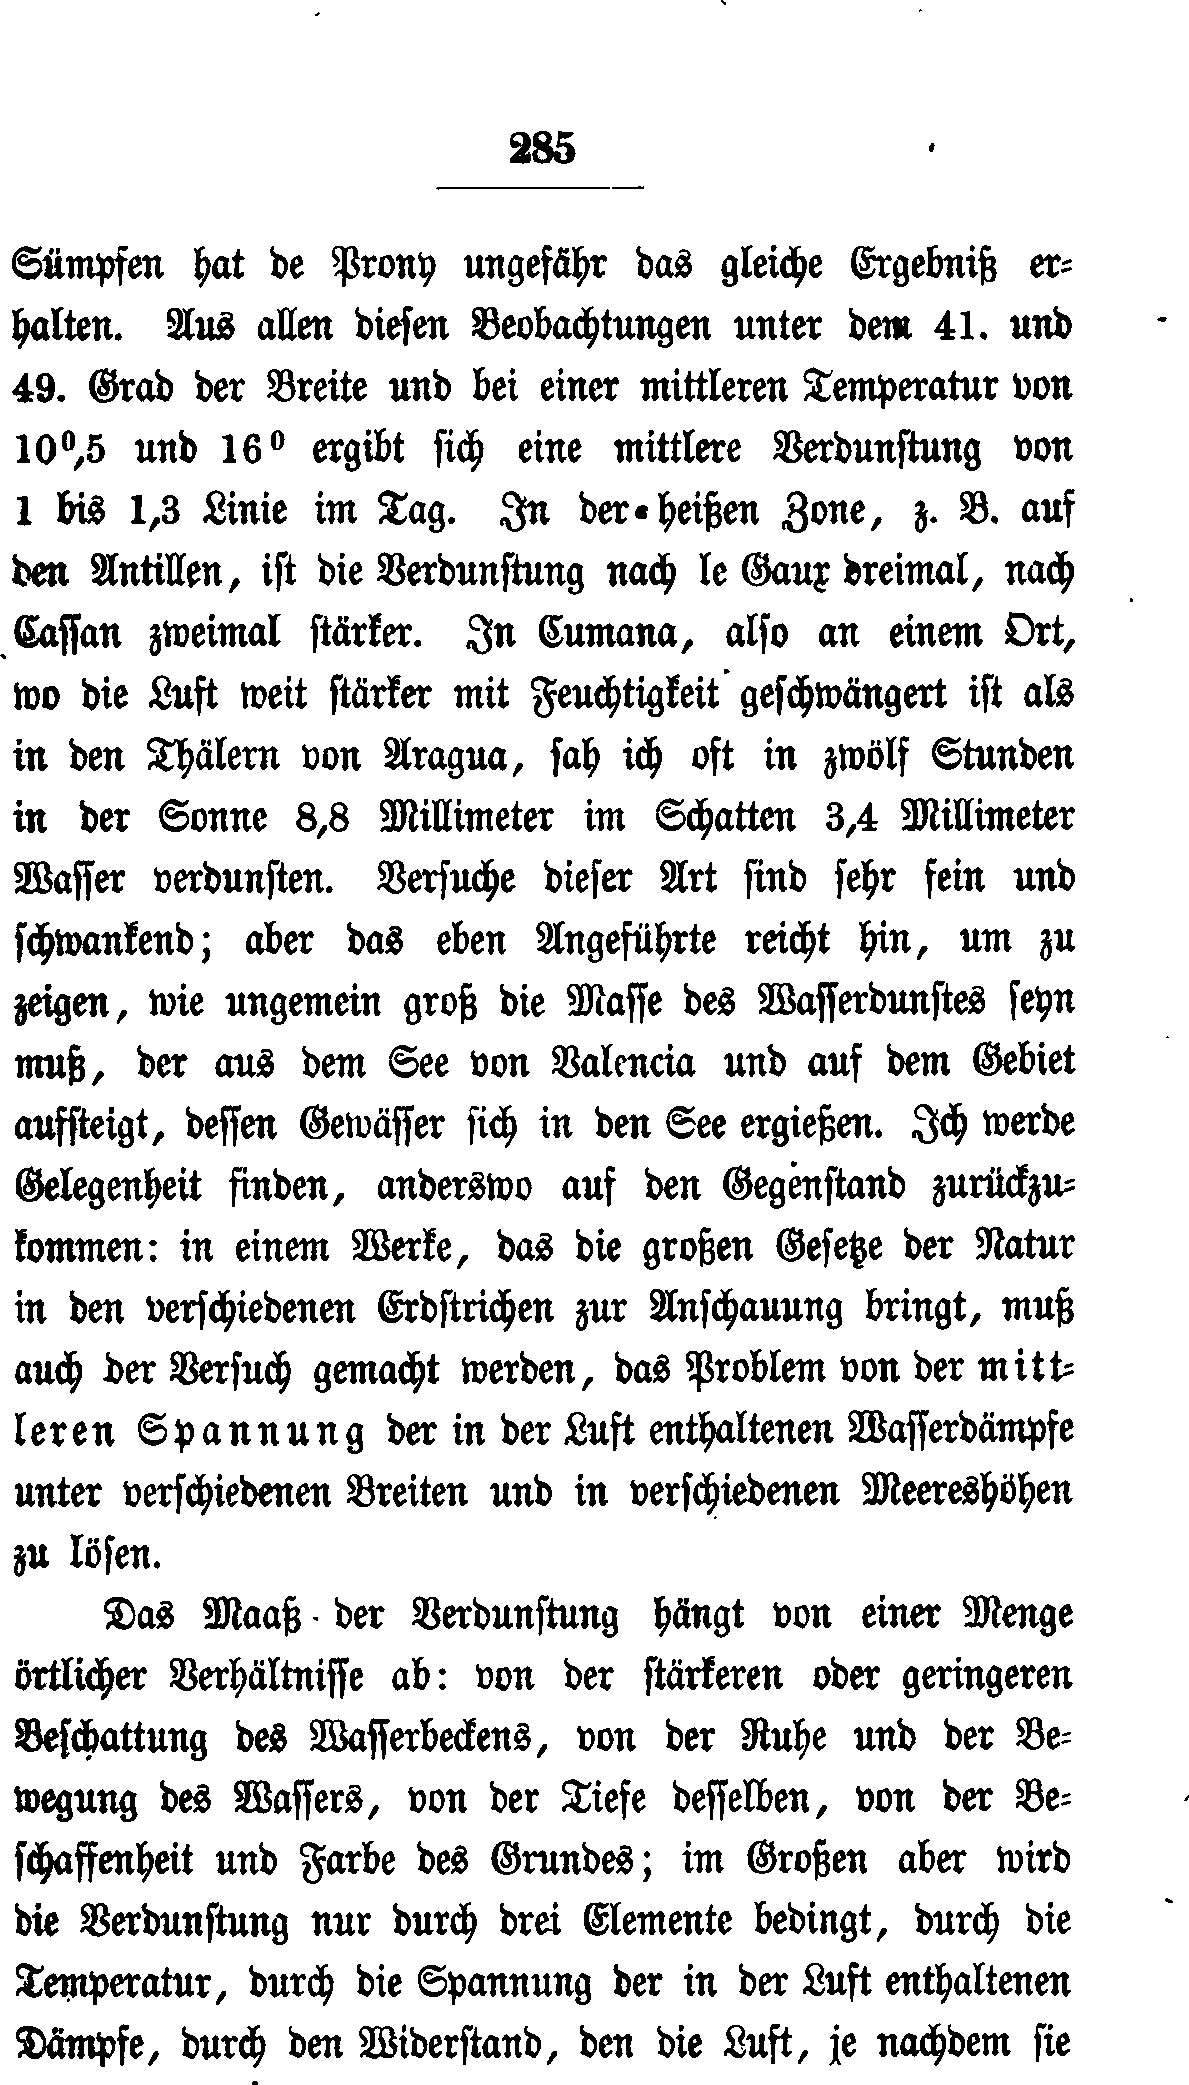 285
Sümpfen hat de Prony ungefähr das gleiche Ergebniß er-
halten. Aus allen diesen Beobachtungen unter dem 41. und
49. Grad der Breite und bei einer mittleren Temperatur von
10⁰,5 und 16⁰ ergibt sich eine mittlere Verdunstung von
1 bis 1,3 Linie im Tag. In der heißen Zone, z. B. auf
den Antillen, ist die Verdunstung nach le Gaux dreimal, nach
Cassan zweimal stärker. In Cumana, also an einem Ort,
wo die Luft weit stärker mit Feuchtigkeit geschwängert ist als
in den Thälern von Aragua, sah ich oft in zwölf Stunden
in der Sonne 8,8 Millimeter im Schatten 3,4 Millimeter
Wasser verdunsten. Versuche dieser Art sind sehr fein und
schwankend; aber das eben Angeführte reicht hin, um zu
zeigen, wie ungemein groß die Masse des Wasserdunstes seyn
muß, der aus dem See von Valencia und auf dem Gebiet
aufsteigt, dessen Gewässer sich in den See ergießen. Ich werde
Gelegenheit finden, anderswo auf den Gegenstand zurückzu-
kommen: in einem Werke, das die großen Gesetze der Natur
in den verschiedenen Erdstrichen zur Anschauung bringt, muß
auch der Versuch gemacht werden, das Problem von der mitt-
leren Spannung der in der Luft enthaltenen Wasserdämpfe
unter verschiedenen Breiten und in verschiedenen Meereshöhen
zu lösen.
Das Maaß der Verdunstung hängt von einer Menge
örtlicher Verhältnisse ab: von der stärkeren oder geringeren
Beschattung des Wasserbeckens, von der Ruhe und der Be-
wegung des Wassers, von der Tiefe desselben, von der Be-
schaffenheit und Farbe des Grundes; im Großen aber wird
die Verdunstung nur durch drei Elemente bedingt, durch die
Temperatur, durch die Spannung der in der Luft enthaltenen
Dämpfe, durch den Widerstand, den die Luft, je nachdem sie